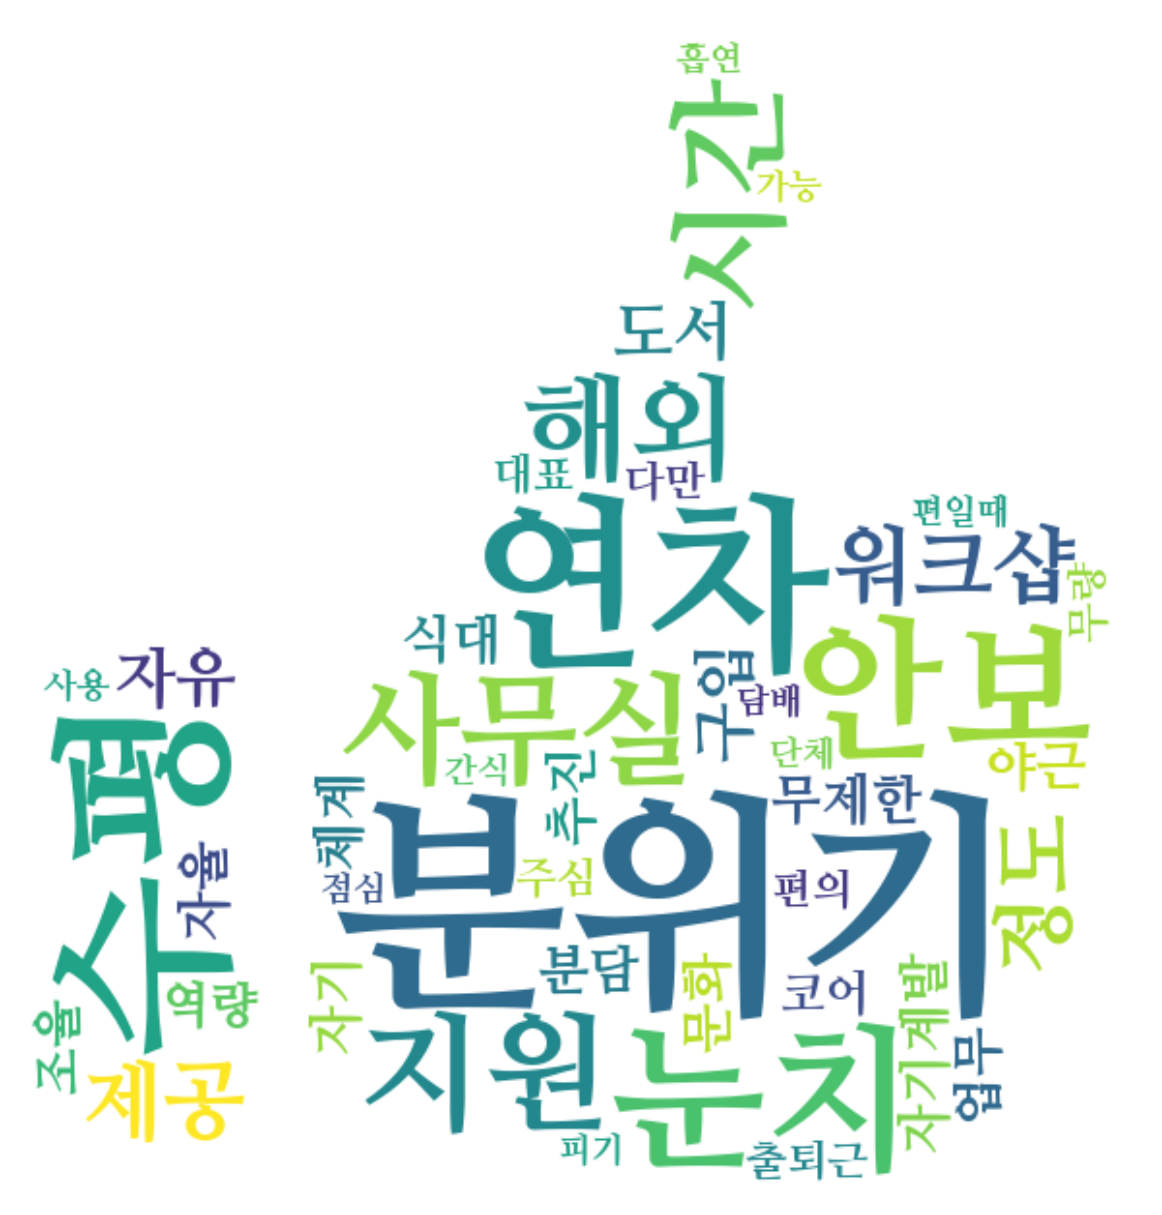 흡연
시간
가능
도서
해외
대표
다만
연차
편일때
워크샵
무량
식대
안보
자유
사용
사무실
구입
담배
단체
야근
수평
간식
추진
체계
무제한
분위기
정도
자율
점심
주심
편의
분담
문화
코어
자기
자기계발
역량
조율
지원
눈치
업무
제공
피기
출퇴근